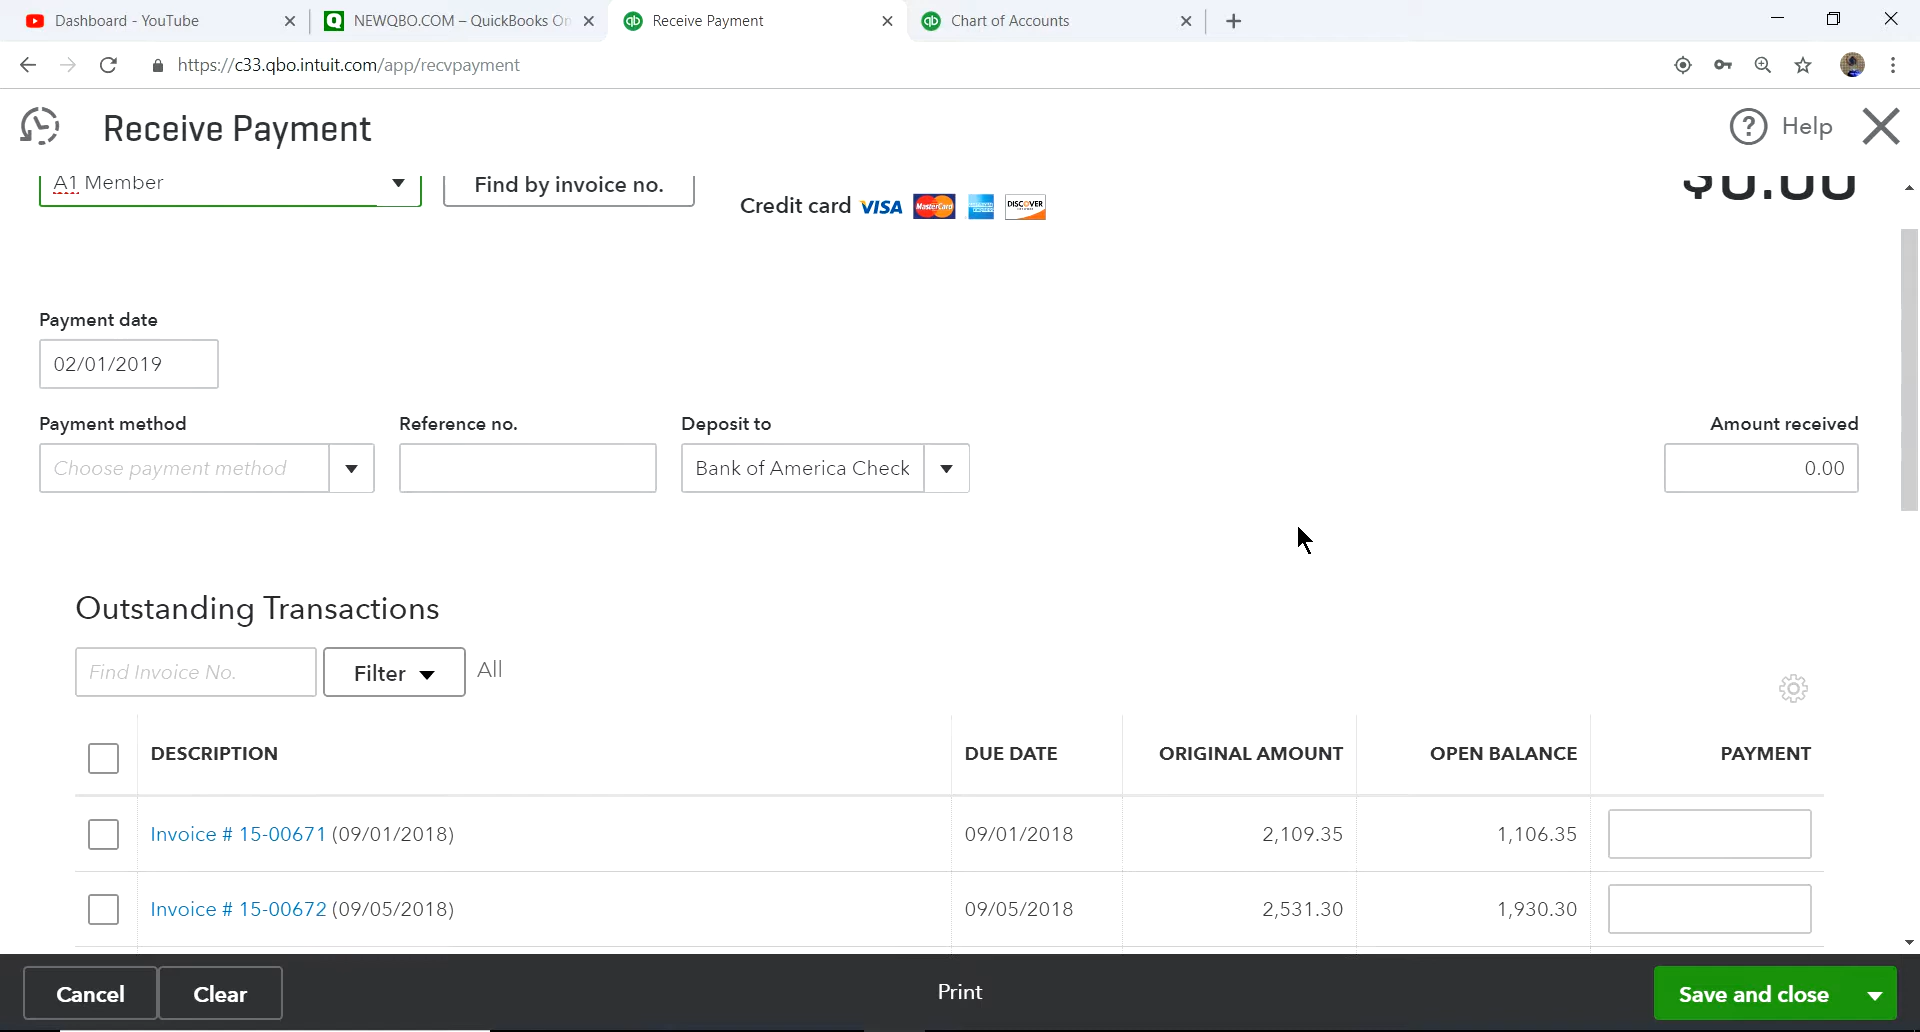 Dashboard - YouTube
NEWQBO.COM – QuickBooks On
Receive Payment
Chart of Accounts
https://c33.qbo.intuit.com/app/recvpayment
Receive Payment
Help
A1 Member
Find by invoice no.
Credit card VISA MasterCard DISCOVER
$0.00
Payment date
02/01/2019
Payment method
Reference no.
Deposit to
Amount received
Choose payment method
Bank of America Check
0.00
Outstanding Transactions
Find Invoice No.
Filter
All
DESCRIPTION
DUE DATE
ORIGINAL AMOUNT
OPEN BALANCE
PAYMENT
Invoice # 15-00671 (09/01/2018)
09/01/2018
2,109.35
1,106.35
Invoice # 15-00672 (09/05/2018)
09/05/2018
2,531.30
1,930.30
Cancel
Clear
Print
Save and close